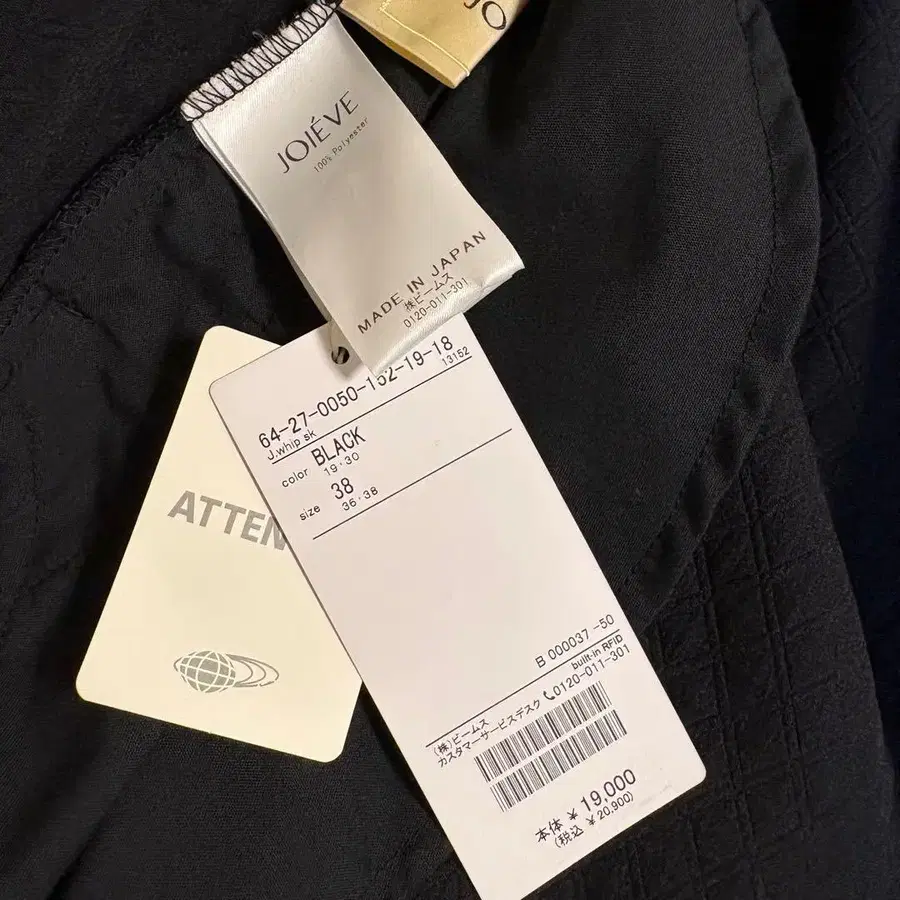 JO
JOIÉVE
100% Polyester
MADE IN JAPAN
㈱ビームス
0120-011-301
64-27-0050-152-19-18
J.whip sk
13152
color BLACK
19・30
size 38
36・38
ATTEN
B 000037 -50
built-in RFID
(株)ビームス
カスタマーサービスデスク 0120-011-301
本体 ¥ 19,000
(税込 ¥ 20,900)